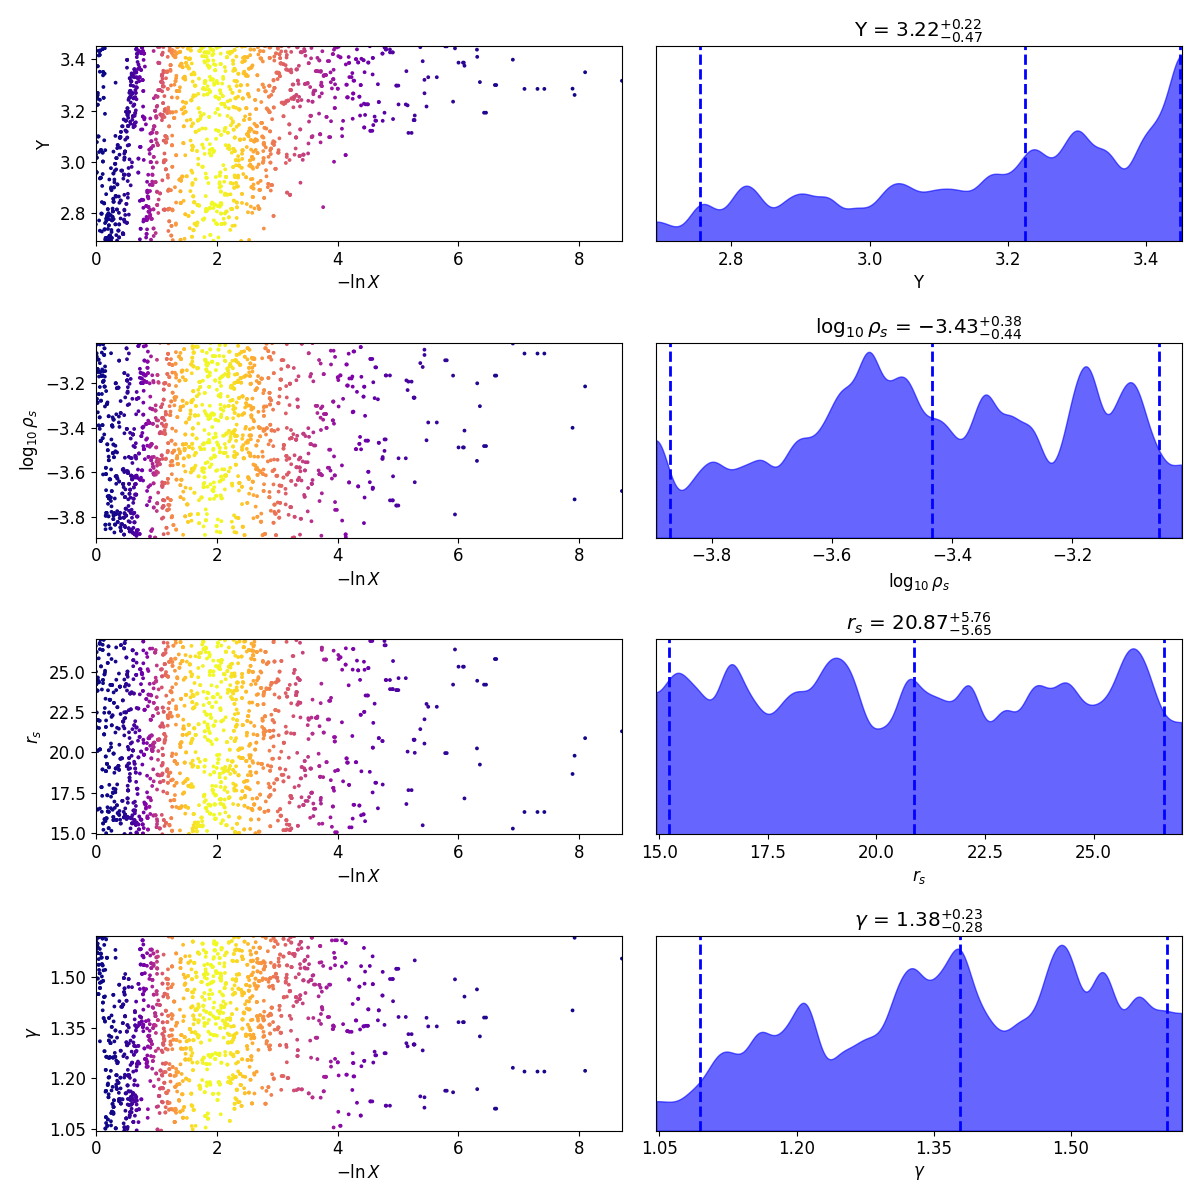 Y = 3.22^{+0.22}_{-0.47}
3.4
3.2
3.0
2.8
Y
0 2 4 6 8
−ln X
2.8 3.0 3.2 3.4
Y
log₁₀ ρₛ = −3.43^{+0.38}_{−0.44}
−3.2
−3.4
−3.6
−3.8
log₁₀ ρₛ
0 2 4 6 8
−ln X
−3.8 −3.6 −3.4 −3.2
log₁₀ ρₛ
rₛ = 20.87^{+5.76}_{−5.65}
25.0
22.5
20.0
17.5
15.0
rₛ
0 2 4 6 8
−ln X
15.0 17.5 20.0 22.5 25.0
rₛ
γ = 1.38^{+0.23}_{−0.28}
1.50
1.35
1.20
1.05
γ
0 2 4 6 8
−ln X
1.05 1.20 1.35 1.50
γ